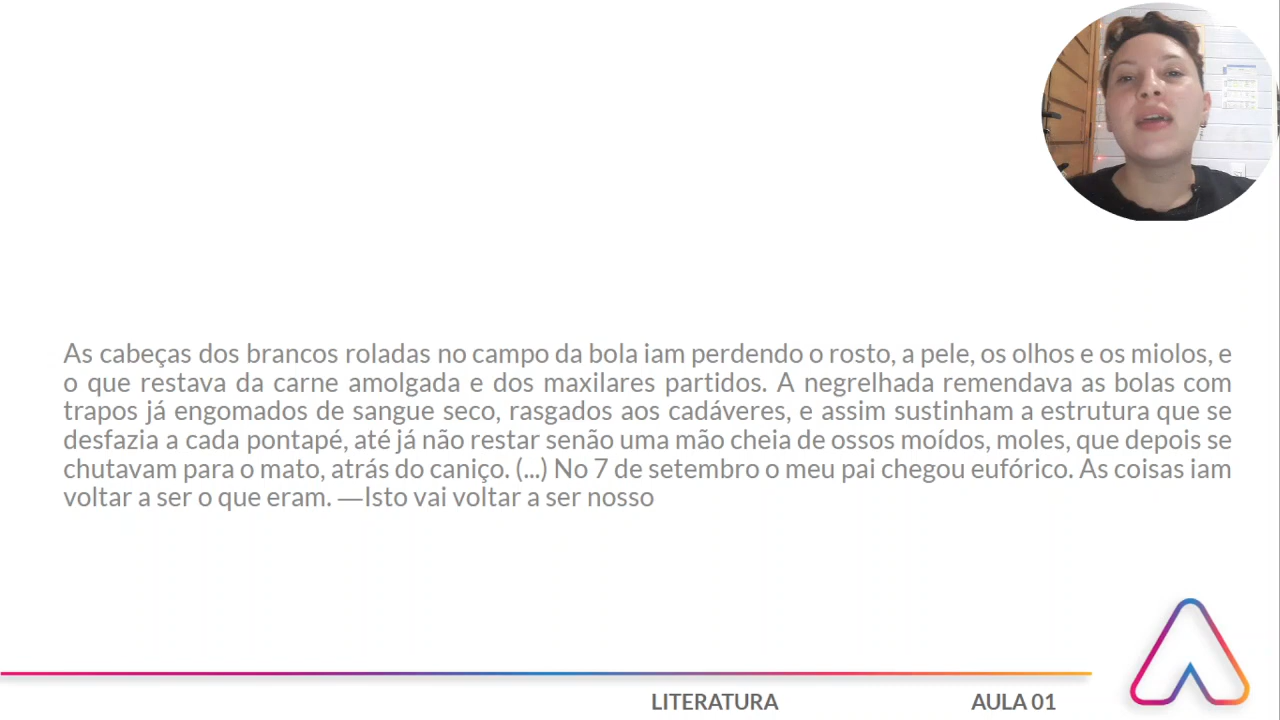 As cabeças dos brancos roladas no campo da bola iam perdendo o rosto, a pele, os olhos e os miolos, e
o que restava da carne amolgada e dos maxilares partidos. A negrelhada remendava as bolas com
trapos já engomados de sangue seco, rasgados aos cadáveres, e assim sustinham a estrutura que se
desfazia a cada pontapé, até já não restar senão uma mão cheia de ossos moídos, moles, que depois se
chutavam para o mato, atrás do caniço. (...) No 7 de setembro o meu pai chegou eufórico. As coisas iam
voltar a ser o que eram. —Isto vai voltar a ser nosso
LITERATURA
AULA 01